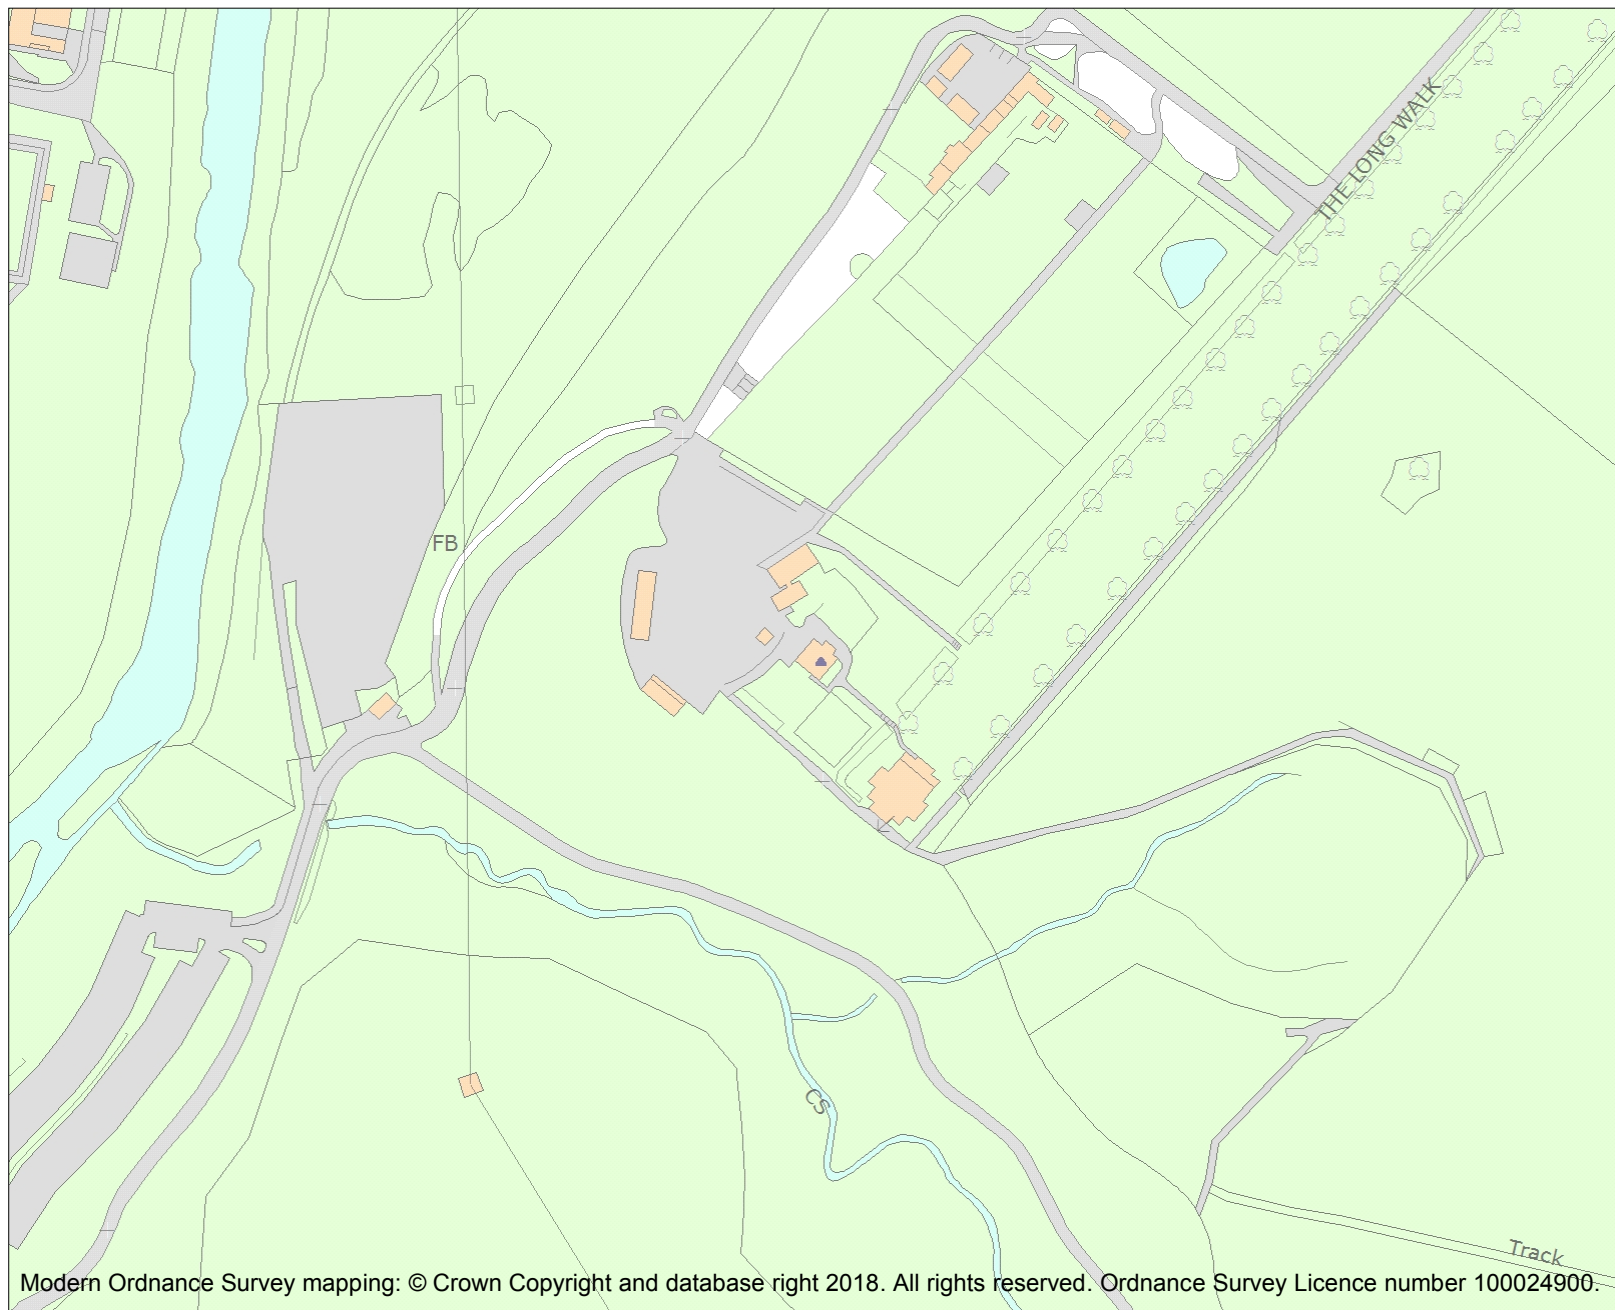 THE LONG WALK
FB
CS
Track
Modern Ordnance Survey mapping: © Crown Copyright and database right 2018. All rights reserved. Ordnance Survey Licence number 100024900.